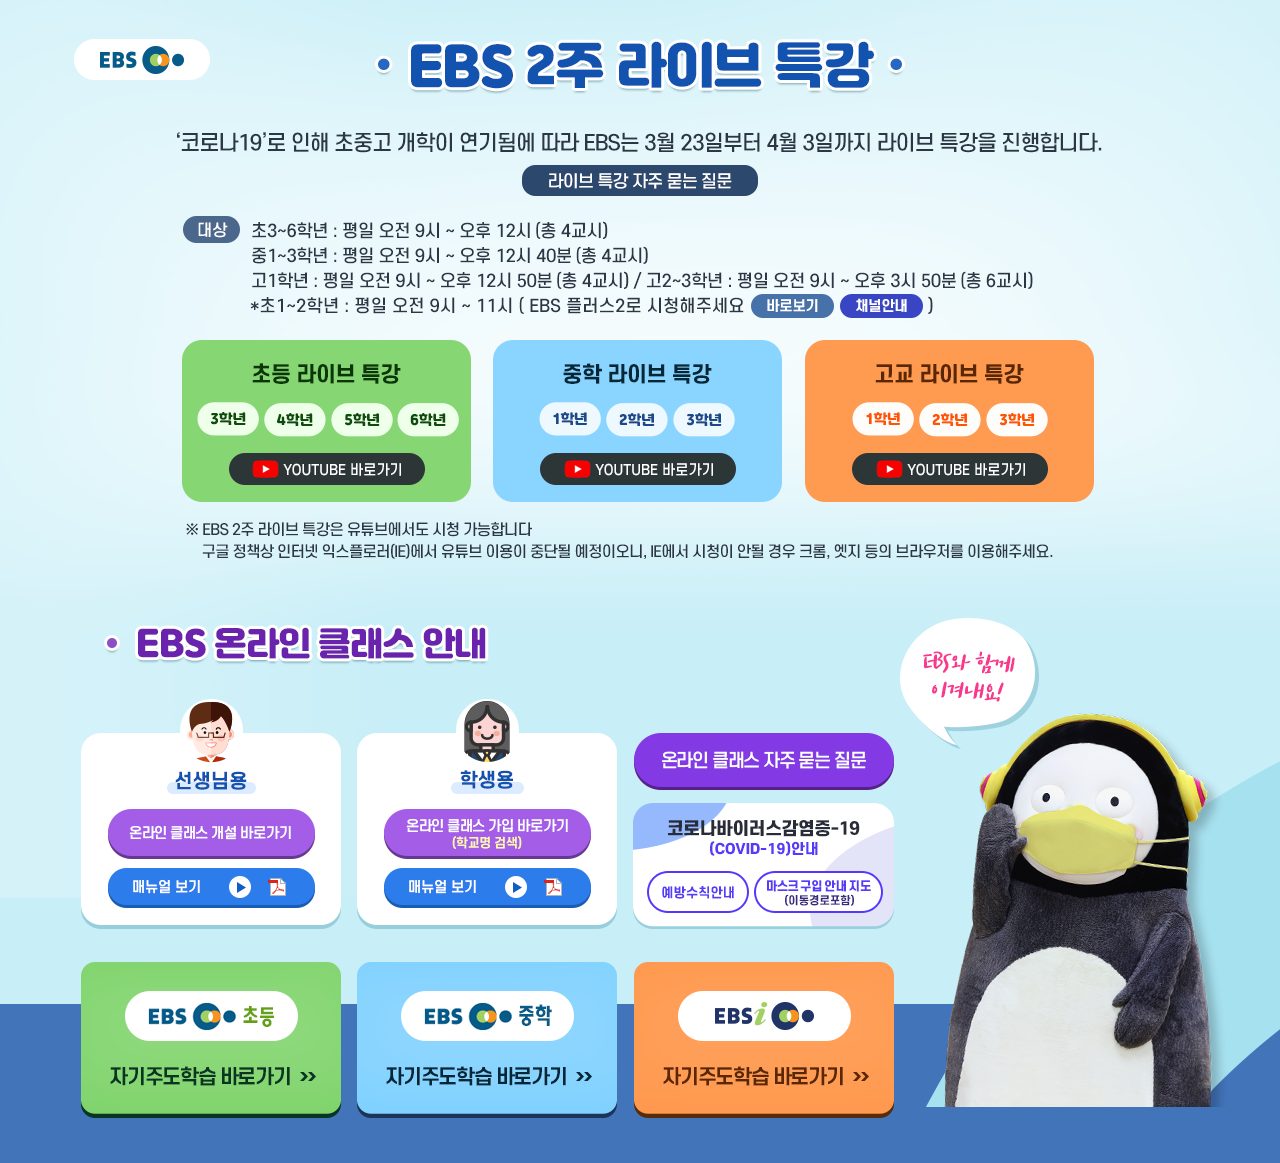 EBS
EBS 2주 라이브 특강
‘코로나19’로 인해 초중고 개학이 연기됨에 따라 EBS는 3월 23일부터 4월 3일까지 라이브 특강을 진행합니다.
라이브 특강 자주 묻는 질문
대상 초3~6학년 : 평일 오전 9시 ~ 오후 12시 (총 4교시)
중1~3학년 : 평일 오전 9시 ~ 오후 12시 40분 (총 4교시)
고1학년 : 평일 오전 9시 ~ 오후 12시 50분 (총 4교시) / 고2~3학년 : 평일 오전 9시 ~ 오후 3시 50분 (총 6교시)
*초1~2학년 : 평일 오전 9시 ~ 11시 ( EBS 플러스2로 시청해주세요 바로보기 채널안내 )
초등 라이브 특강
3학년 4학년 5학년 6학년
YOUTUBE 바로가기
중학 라이브 특강
1학년 2학년 3학년
YOUTUBE 바로가기
고교 라이브 특강
1학년 2학년 3학년
YOUTUBE 바로가기
※ EBS 2주 라이브 특강은 유튜브에서도 시청 가능합니다
구글 정책상 인터넷 익스플로러(IE)에서 유튜브 이용이 중단될 예정이오니, IE에서 시청이 안될 경우 크롬, 엣지 등의 브라우저를 이용해주세요.
EBS 온라인 클래스 안내
EBS와 함께
이겨내요!
선생님용
온라인 클래스 개설 바로가기
매뉴얼 보기
학생용
온라인 클래스 가입 바로가기
(학교명 검색)
매뉴얼 보기
온라인 클래스 자주 묻는 질문
코로나바이러스감염증-19
(COVID-19)안내
예방수칙안내
마스크 구입 안내 지도
(이동경로포함)
EBS 초등
자기주도학습 바로가기 >>
EBS 중학
자기주도학습 바로가기 >>
EBSi
자기주도학습 바로가기 >>